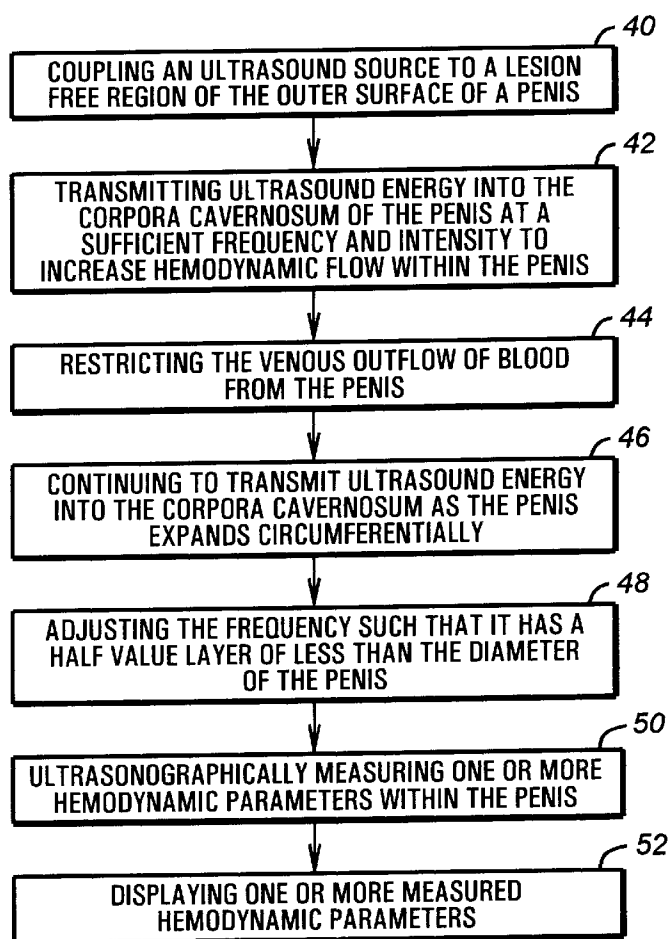 40
COUPLING AN ULTRASOUND SOURCE TO A LESION
FREE REGION OF THE OUTER SURFACE OF A PENIS
42
TRANSMITTING ULTRASOUND ENERGY INTO THE
CORPORA CAVERNOSUM OF THE PENIS AT A
SUFFICIENT FREQUENCY AND INTENSITY TO
INCREASE HEMODYNAMIC FLOW WITHIN THE PENIS
44
RESTRICTING THE VENOUS OUTFLOW OF BLOOD
FROM THE PENIS
46
CONTINUING TO TRANSMIT ULTRASOUND ENERGY
INTO THE CORPORA CAVERNOSUM AS THE PENIS
EXPANDS CIRCUMFERENTIALLY
48
ADJUSTING THE FREQUENCY SUCH THAT IT HAS A
HALF VALUE LAYER OF LESS THAN THE DIAMETER
OF THE PENIS
50
ULTRASONOGRAPHICALLY MEASURING ONE OR MORE
HEMODYNAMIC PARAMETERS WITHIN THE PENIS
52
DISPLAYING ONE OR MORE MEASURED
HEMODYNAMIC PARAMETERS